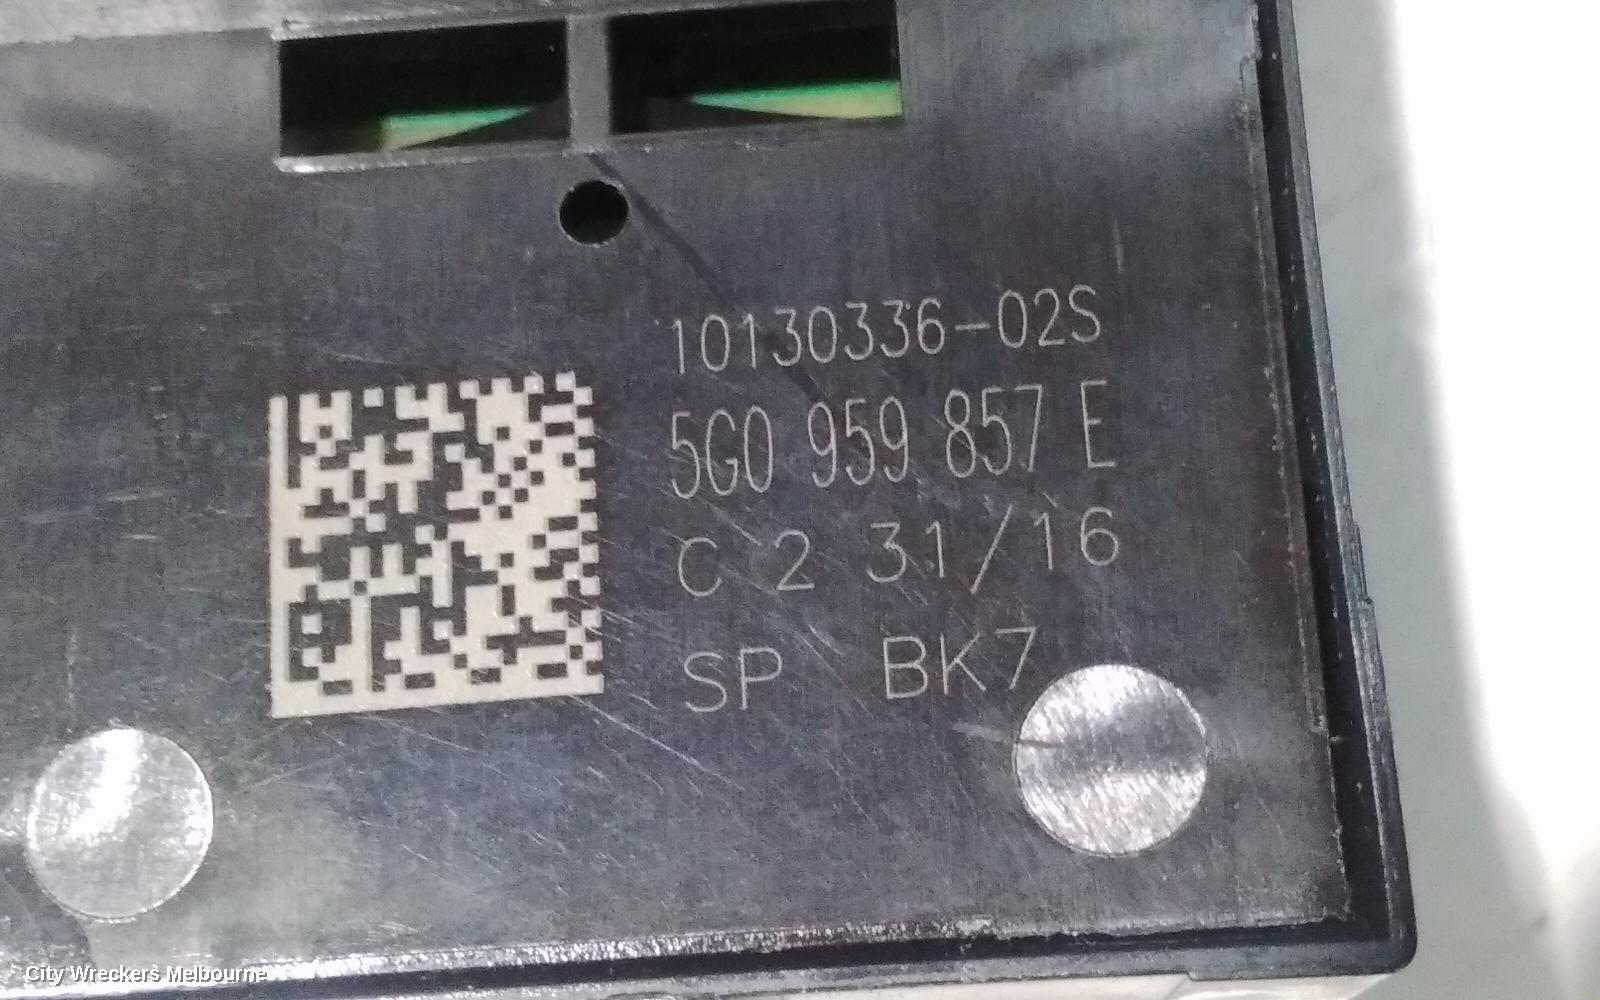 10130336-02S
5G0 959 857 E
C 2 31/16
SP BK7
City Wreckers Melbourne